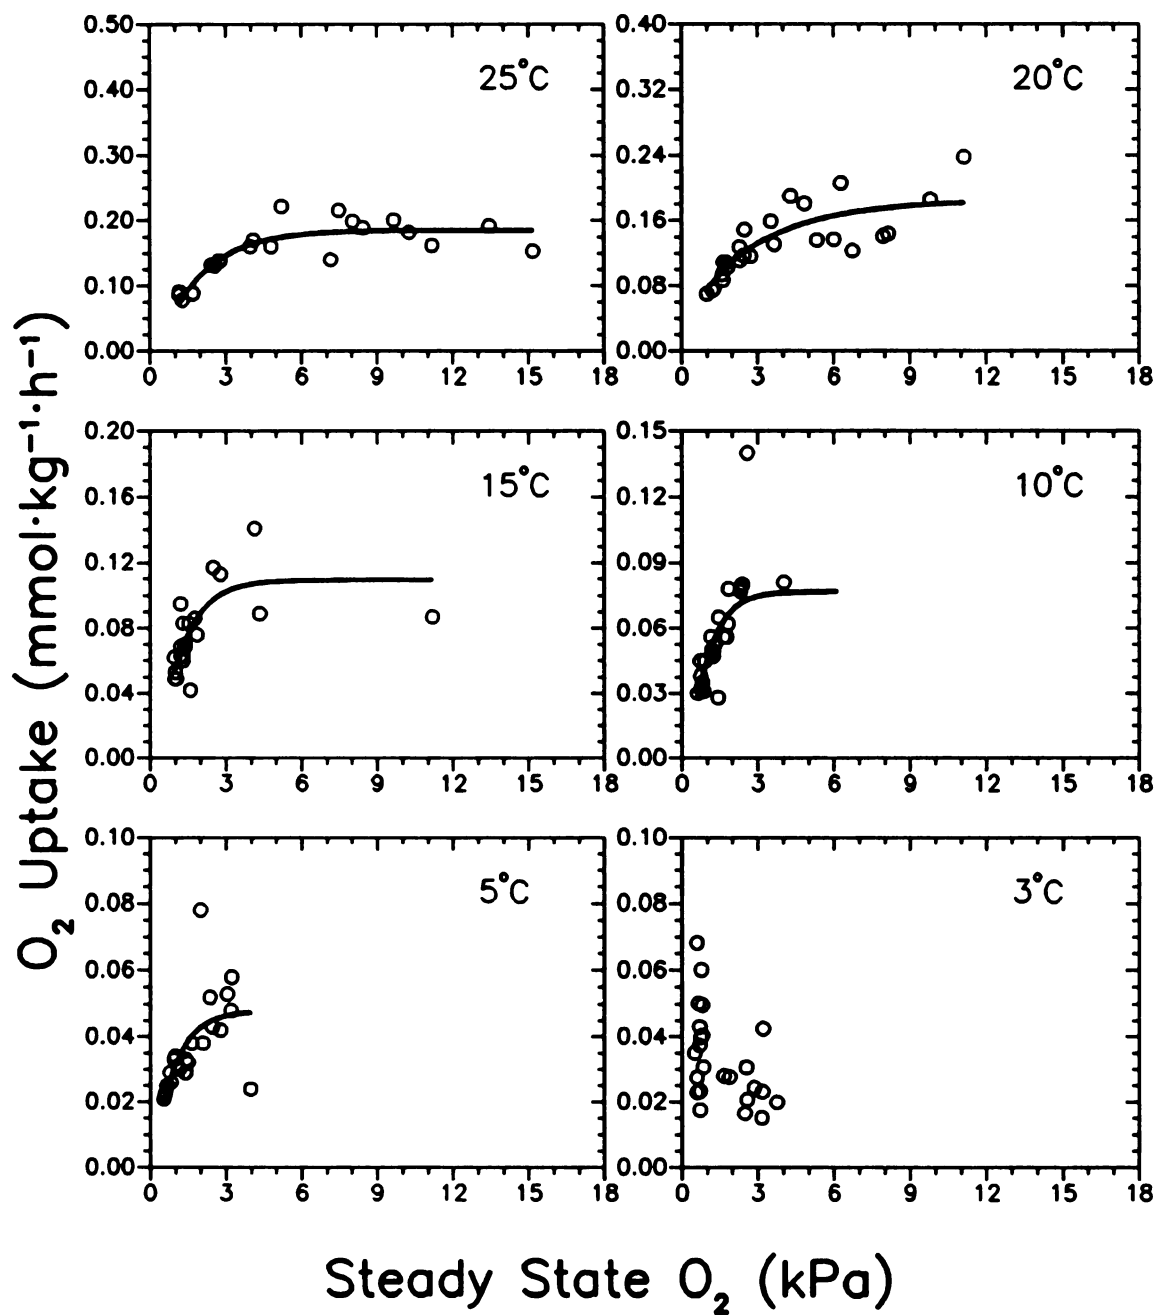 0.50
0.40
0.30
0.20
0.10
0.00
0 3 6 9 12 15 18
25°C
0.40
0.32
0.24
0.16
0.08
0.00
0 3 6 9 12 15 18
20°C
0.20
0.16
0.12
0.08
0.04
0.00
0 3 6 9 12 15 18
15°C
0.15
0.12
0.09
0.06
0.03
0.00
0 3 6 9 12 15 18
10°C
0.10
0.08
0.06
0.04
0.02
0.00
0 3 6 9 12 15 18
5°C
0.10
0.08
0.06
0.04
0.02
0.00
0 3 6 9 12 15 18
3°C
O₂ Uptake (mmol·kg⁻¹·h⁻¹)
Steady State O₂ (kPa)